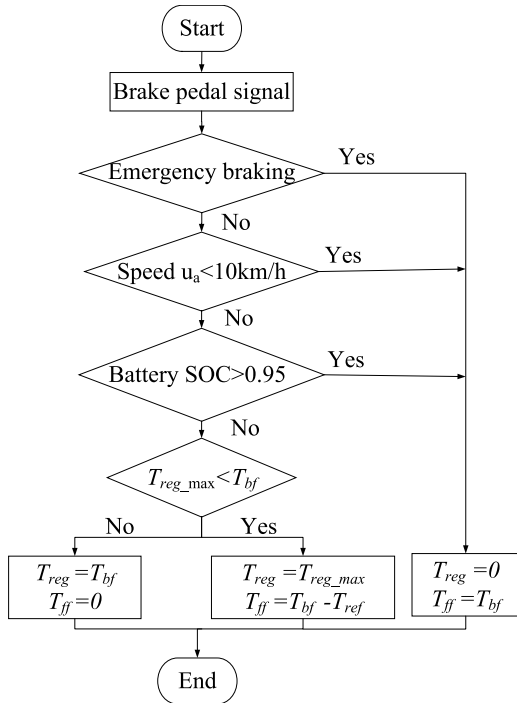 Start
Brake pedal signal
Emergency braking
Yes
No
Speed uₐ<10km/h
Yes
No
Battery SOC>0.95
Yes
No
T_reg_max<T_bf
No
Yes
T_reg =T_bf
T_ff=0
T_reg =T_reg_max
T_ff =T_bf -T_ref
T_reg =0
T_ff =T_bf
End